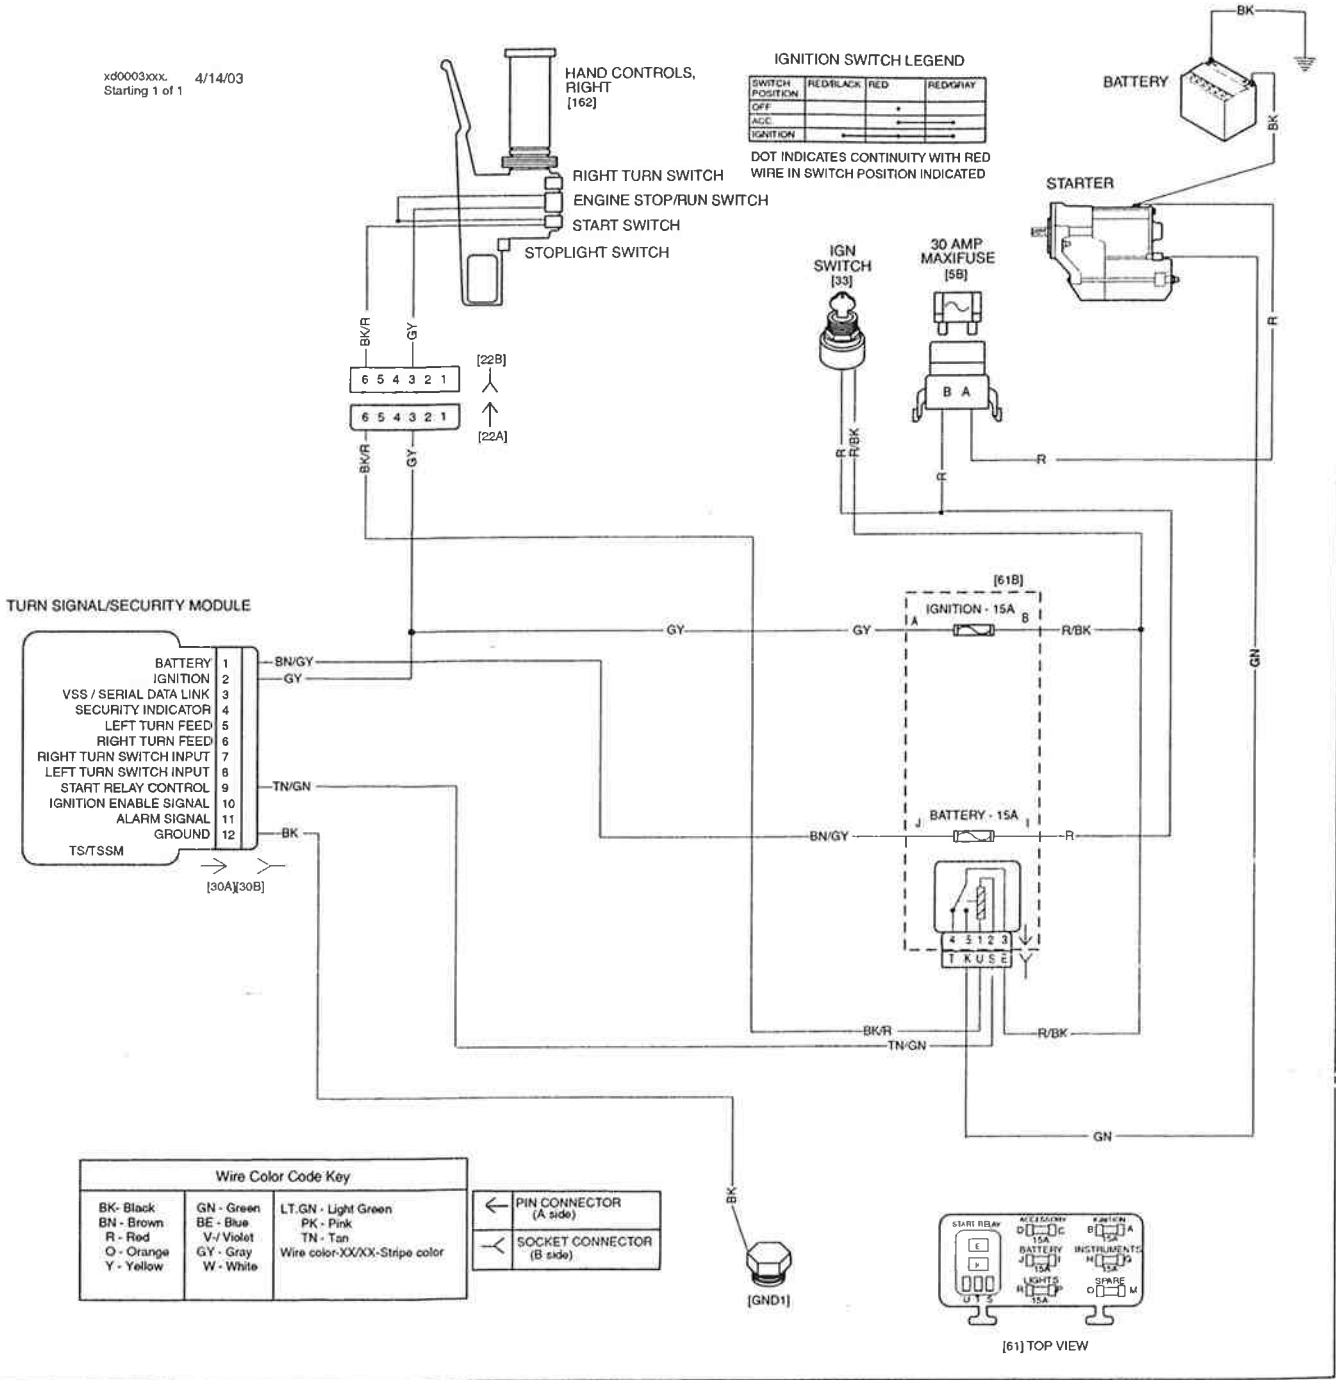 xd0003xxx. 4/14/03
Starting 1 of 1
HAND CONTROLS,
RIGHT
[162]
RIGHT TURN SWITCH
ENGINE STOP/RUN SWITCH
START SWITCH
STOPLIGHT SWITCH
IGNITION SWITCH LEGEND
SWITCH POSITION RED/BLACK RED RED/GRAY
OFF
ACC.
IGNITION
DOT INDICATES CONTINUITY WITH RED
WIRE IN SWITCH POSITION INDICATED
BK
BATTERY
BK
STARTER
IGN
SWITCH
[33]
30 AMP
MAXIFUSE
[5B]
B A
R
BK/R
GY
[22B]
6 5 4 3 2 1
6 5 4 3 2 1
[22A]
BK/R
GY
R
R/BK
R
R
TURN SIGNAL/SECURITY MODULE
[61B]
IGNITION - 15A
A
B
GY
GY
R/BK
GN
BATTERY 1
IGNITION 2
VSS / SERIAL DATA LINK 3
SECURITY INDICATOR 4
LEFT TURN FEED 5
RIGHT TURN FEED 6
RIGHT TURN SWITCH INPUT 7
LEFT TURN SWITCH INPUT 8
START RELAY CONTROL 9
IGNITION ENABLE SIGNAL 10
ALARM SIGNAL 11
GROUND 12
TS/TSSM
[30A][30B]
BN/GY
GY
TN/GN
BK
BATTERY - 15A
J
I
BN/GY
R
4 5 1 2 3
T K U S E
BK/R
R/BK
TN/GN
GN
BK
[GND1]
Wire Color Code Key
BK- Black GN - Green LT.GN - Light Green
BN - Brown BE - Blue PK - Pink
R - Red V-/ Violet TN - Tan
O - Orange GY - Gray Wire color-XX/XX-Stripe color
Y - Yellow W - White
PIN CONNECTOR
(A side)
SOCKET CONNECTOR
(B side)
START RELAY
E
U T S
ACCESSORY
D C
15A
IGNITION
B A
15A
BATTERY
J I
15A
INSTRUMENTS
H G
15A
LIGHTS
R P
15A
SPARE
O M
[61] TOP VIEW